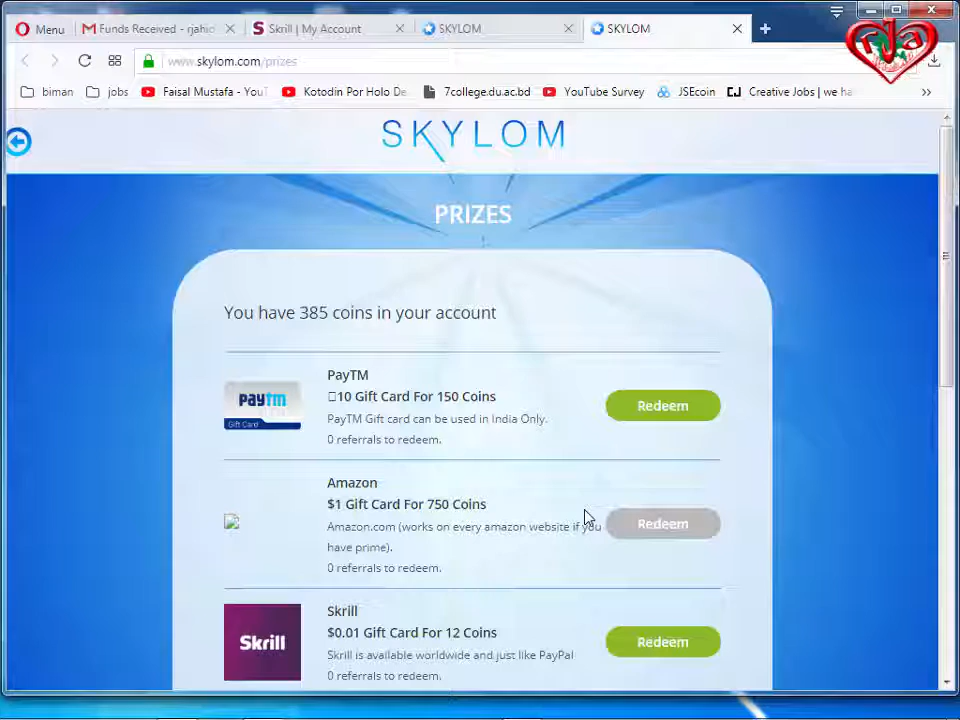 Menu
Funds Received - rjahid
Skrill | My Account
SKYLOM
SKYLOM
rja
www.skylom.com/prizes
biman
jobs
Faisal Mustafa - YouT
Kotodin Por Holo De
7college.du.ac.bd
YouTube Survey
JSEcoin
Creative Jobs | we ha
SKYLOM
PRIZES
You have 385 coins in your account
PayTM
10 Gift Card For 150 Coins
PayTM Gift card can be used in India Only.
0 referrals to redeem.
paytm
Gift Card
Redeem
Amazon
$1 Gift Card For 750 Coins
Amazon.com (works on every amazon website if you
have prime).
0 referrals to redeem.
Redeem
Skrill
$0.01 Gift Card For 12 Coins
Skrill is available worldwide and just like PayPal
0 referrals to redeem.
Skrill
Redeem